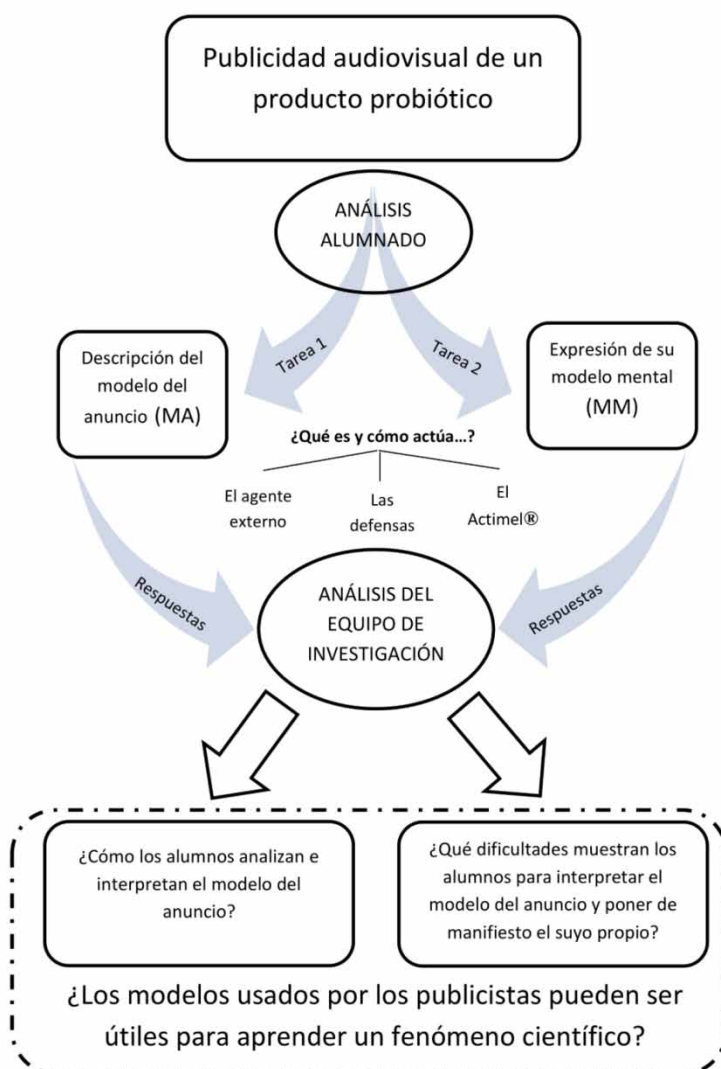 Publicidad audiovisual de un
producto probiótico
ANÁLISIS
ALUMNADO
Tarea 1
Tarea 2
Descripción del
modelo del
anuncio (MA)
Expresión de su
modelo mental
(MM)
¿Qué es y cómo actúa...?
El agente
externo
Las
defensas
El
Actimel®
Respuestas
Respuestas
ANÁLISIS DEL
EQUIPO DE
INVESTIGACIÓN
¿Cómo los alumnos analizan e
interpretan el modelo del
anuncio?
¿Qué dificultades muestran los
alumnos para interpretar el
modelo del anuncio y poner de
manifiesto el suyo propio?
¿Los modelos usados por los publicistas pueden ser
útiles para aprender un fenómeno científico?